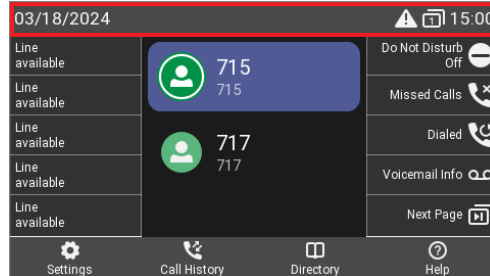 03/18/2024 1 15:00
Line
available
Line
available
Line
available
Line
available
Line
available
715
715
717
717
Do Not Disturb
Off
Missed Calls
Dialed
Voicemail Info
Next Page
Settings Call History Directory Help